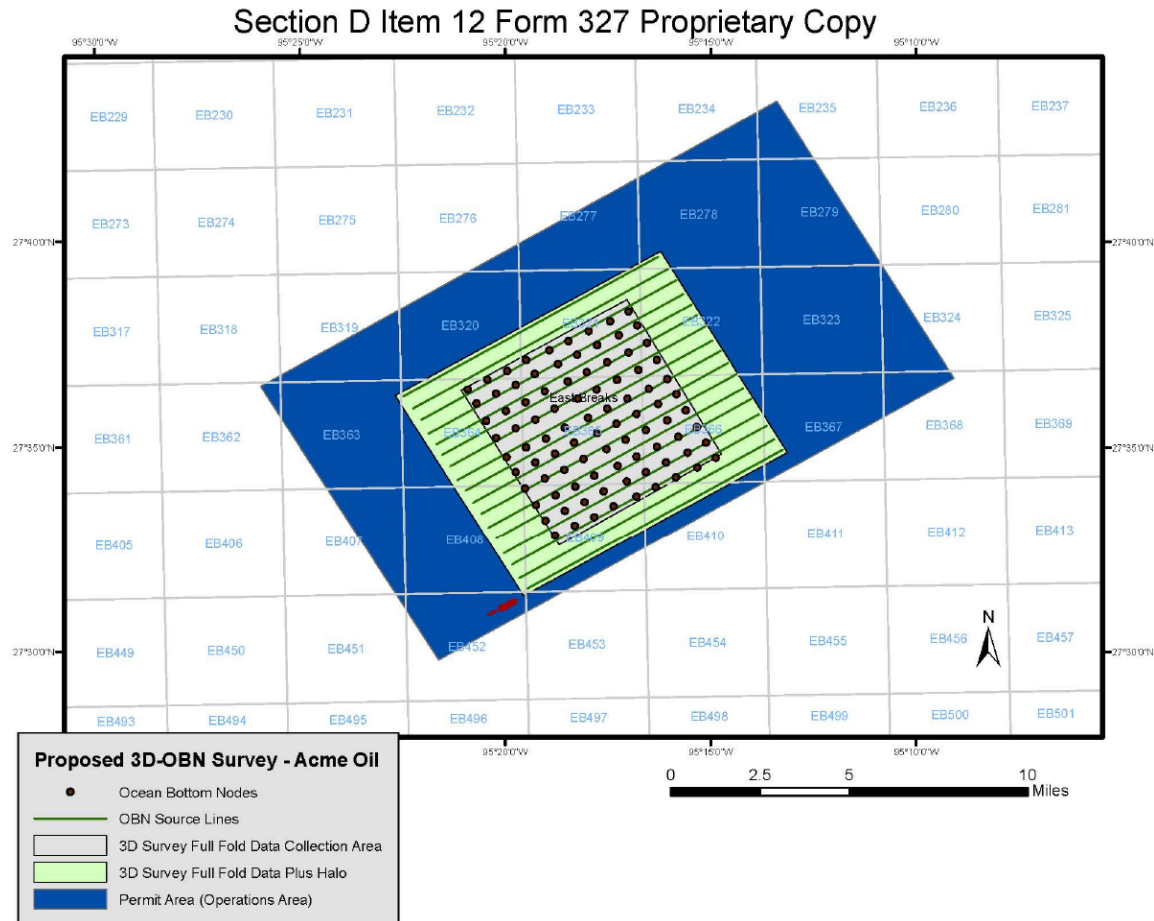 Section D Item 12 Form 327 Proprietary Copy
95°30'0"W 95°25'0"W 95°20'0"W 95°15'0"W 95°10'0"W
EB229 EB230 EB231 EB232 EB233 EB234 EB235 EB236 EB237
EB273 EB274 EB275 EB276 EB277 EB278 EB279 EB280 EB281
27°40'0"N 27°40'0"N
EB317 EB318 EB319 EB320 EB321 EB322 EB323 EB324 EB325
East Breaks
EB361 EB362 EB363 EB364 EB365 EB366 EB367 EB368 EB369
27°35'0"N 27°35'0"N
EB405 EB406 EB407 EB408 EB409 EB410 EB411 EB412 EB413
N
EB449 EB450 EB451 EB452 EB453 EB454 EB455 EB456 EB457
27°30'0"N 27°30'0"N
EB493 EB494 EB495 EB496 EB497 EB498 EB499 EB500 EB501
95°20'0"W 95°15'0"W 95°10'0"W
Proposed 3D-OBN Survey - Acme Oil
Ocean Bottom Nodes
OBN Source Lines
3D Survey Full Fold Data Collection Area
3D Survey Full Fold Data Plus Halo
Permit Area (Operations Area)
0 2.5 5 10
Miles